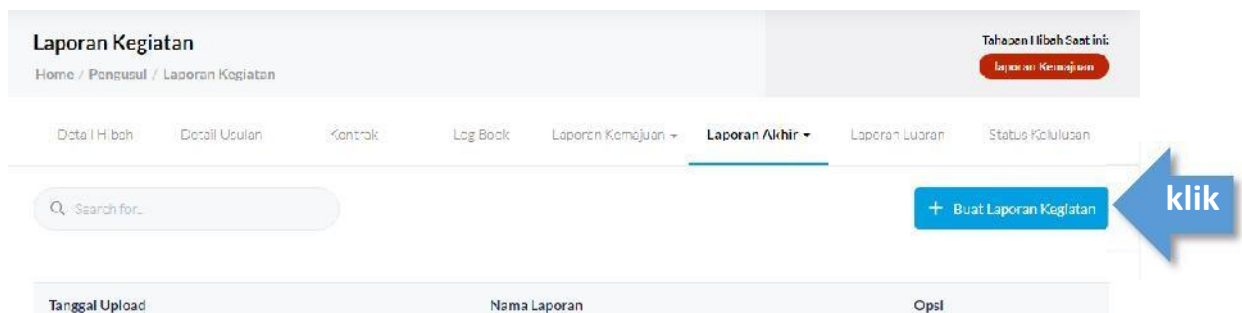 Laporan Kegiatan
Tahapan Hibah Saat ini:
Home / Pengusul / Laporan Kegiatan
laporan Kemajuan
Detail Hibah Detail Usulan Kontrak Log Book Laporan Kemajuan Laporan Akhir Laporan Luaran Status Kelulusan
Search for...
+ Buat Laporan Kegiatan
klik
Tanggal Upload Nama Laporan Opsi